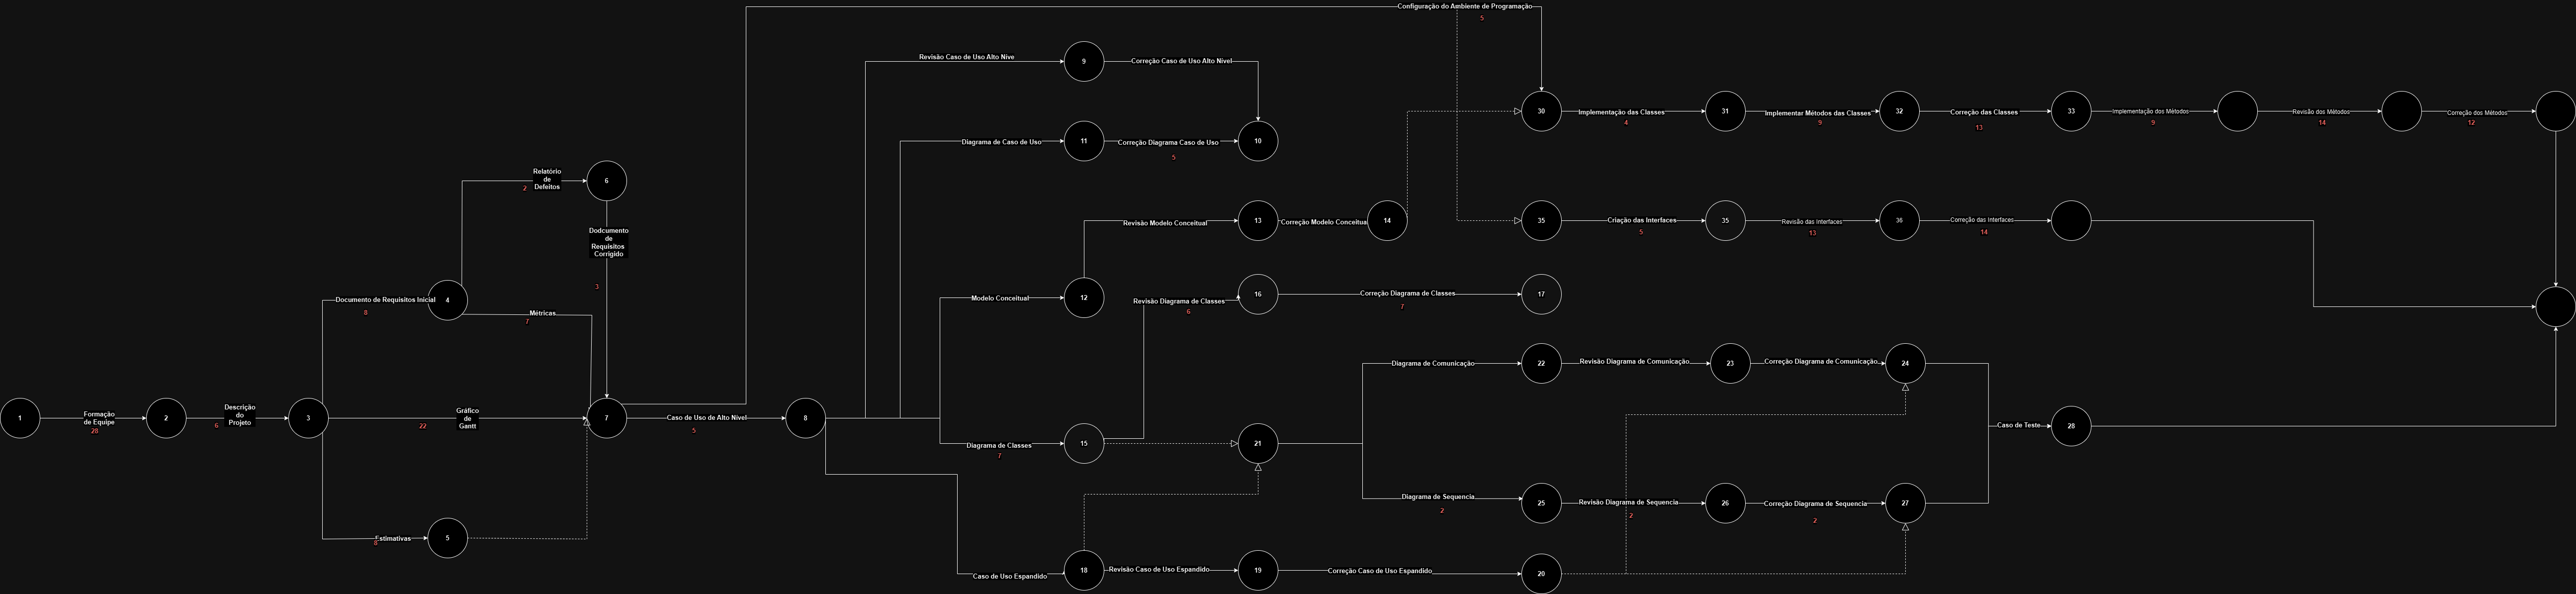 Configuração do Ambiente de Programação
5
Revisão Caso de Uso Alto Nive
9
Correção Caso de Uso Alto Nível
30
Implementação das Classes
4
31
Implementar Métodos das Classes
9
32
Correção das Classes
13
33
Implementação dos Métodos
9
Revisão dos Métodos
14
Correção dos Métodos
12
Diagrama de Caso de Uso
11
Correção Diagrama Caso de Uso
5
10
Relatório
de
Defeitos
2
6
Dodcumento
de
Requisitos
Corrigido
3
Revisão Modelo Conceitual
13
Correção Modelo Conceitual
14
35
Criação das Interfaces
5
35
Revisão das Interfaces
13
36
Correção das Interfaces
14
Documento de Requisitos Inicial
8
4
Métricas
7
Modelo Conceitual
12
Revisão Diagrama de Classes
6
16
Correção Diagrama de Classes
7
17
Diagrama de Comunicação
22
Revisão Diagrama de Comunicação
23
Correção Diagrama de Comunicação
24
1
Formação
de Equipe
28
2
Descrição
do
Projeto
6
3
Gráfico
de
Gantt
22
7
Caso de Uso de Alto Nível
5
8
Diagrama de Classes
7
15
21
Caso de Teste
28
Diagrama de Sequencia
2
25
Revisão Diagrama de Sequencia
2
26
Correção Diagrama de Sequencia
2
27
Estimativas
8
5
Caso de Uso Espandido
18
Revisão Caso de Uso Espandido
19
Correção Caso de Uso Espandido
20